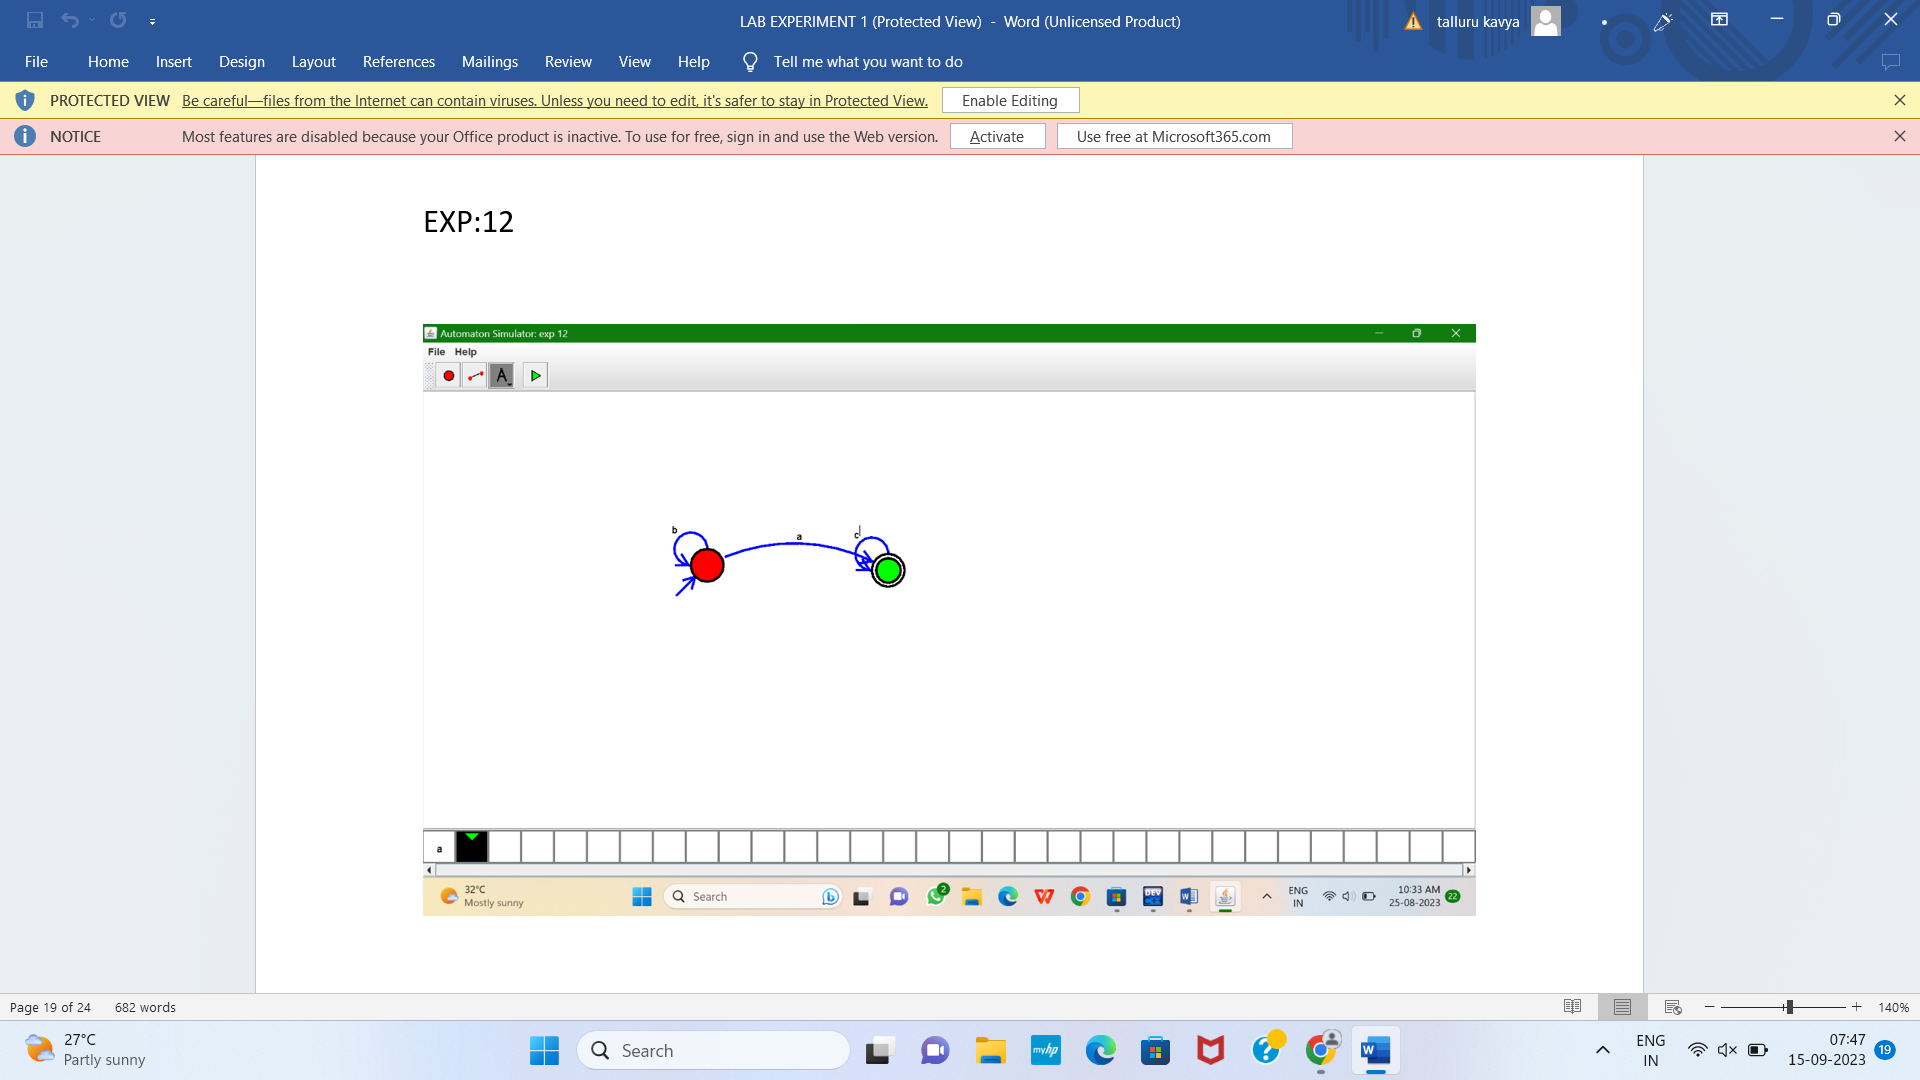 LAB EXPERIMENT 1 (Protected View) - Word (Unlicensed Product)
talluru kavya
File Home Insert Design Layout References Mailings Review View Help Tell me what you want to do
PROTECTED VIEW Be careful—files from the Internet can contain viruses. Unless you need to edit, it's safer to stay in Protected View. Enable Editing
NOTICE Most features are disabled because your Office product is inactive. To use for free, sign in and use the Web version. Activate Use free at Microsoft365.com
EXP:12
Automaton Simulator: exp 12
File Help
A
b
a
c
a
32°C
Mostly sunny
Search
2
W
DEV
W
ENG
IN
10:33 AM
25-08-2023
22
Page 19 of 24 682 words
140%
27°C
Partly sunny
Search
myhp
W
ENG
IN
07:47
15-09-2023
19